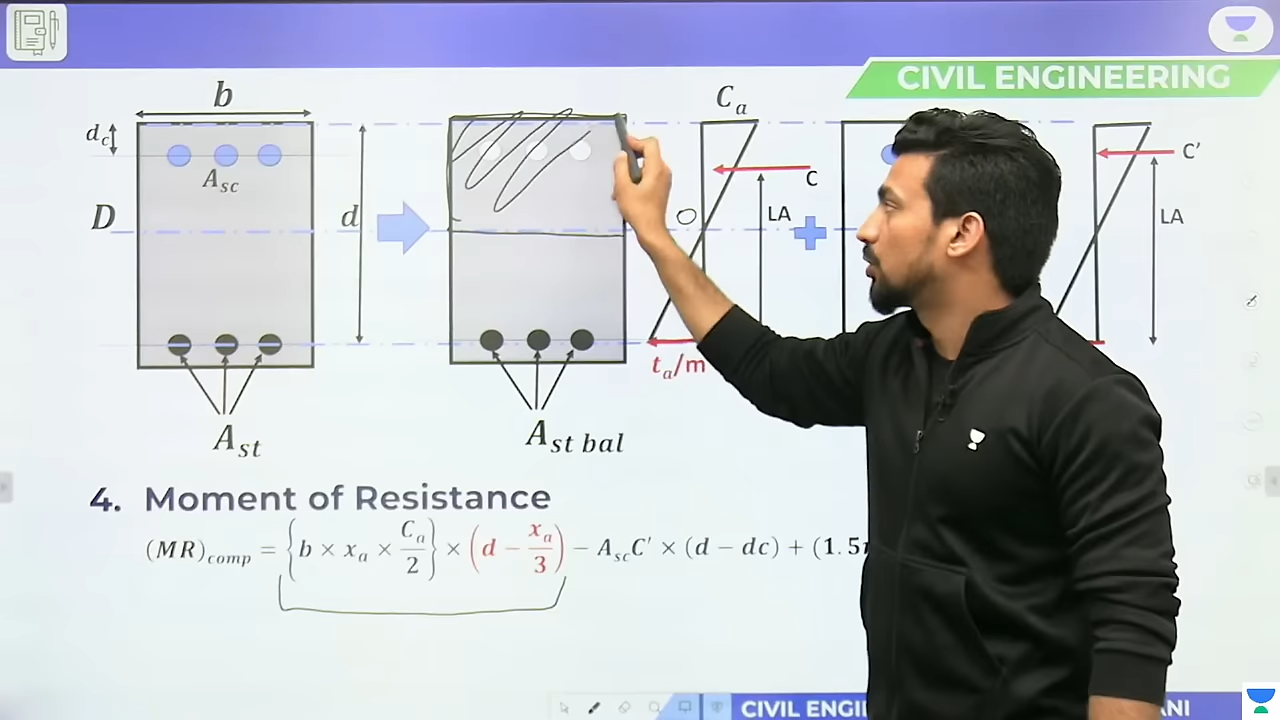 CIVIL ENGINEERING
b
d_c
A_sc
D
d
C_a
C
LA
O
t_a/m
C'
LA
A_st
A_st bal
4. Moment of Resistance
(MR)_comp = {b × x_a × C_a/2} × (d − x_a/3) − A_sc C' × (d − dc) + (1.5
CIVIL